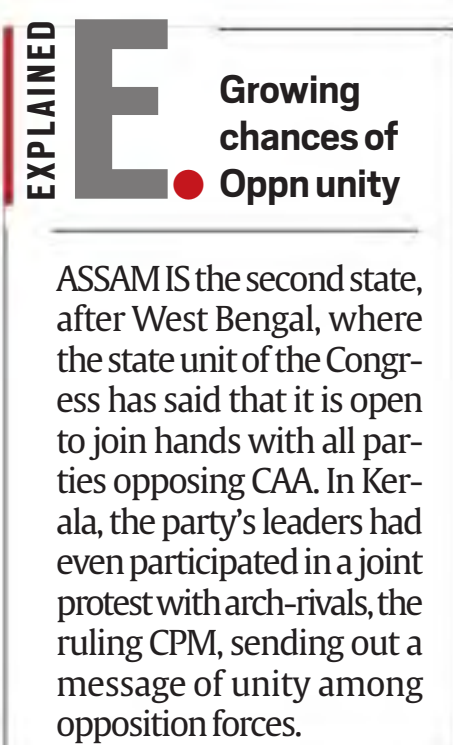 EXPLAINED
E.
Growing
chances of
Oppn unity
ASSAM IS the second state,
after West Bengal, where
the state unit of the Congr-
ess has said that it is open
to join hands with all par-
ties opposing CAA. In Ker-
ala, the party's leaders had
even participated in a joint
protest with arch-rivals, the
ruling CPM, sending out a
message of unity among
opposition forces.